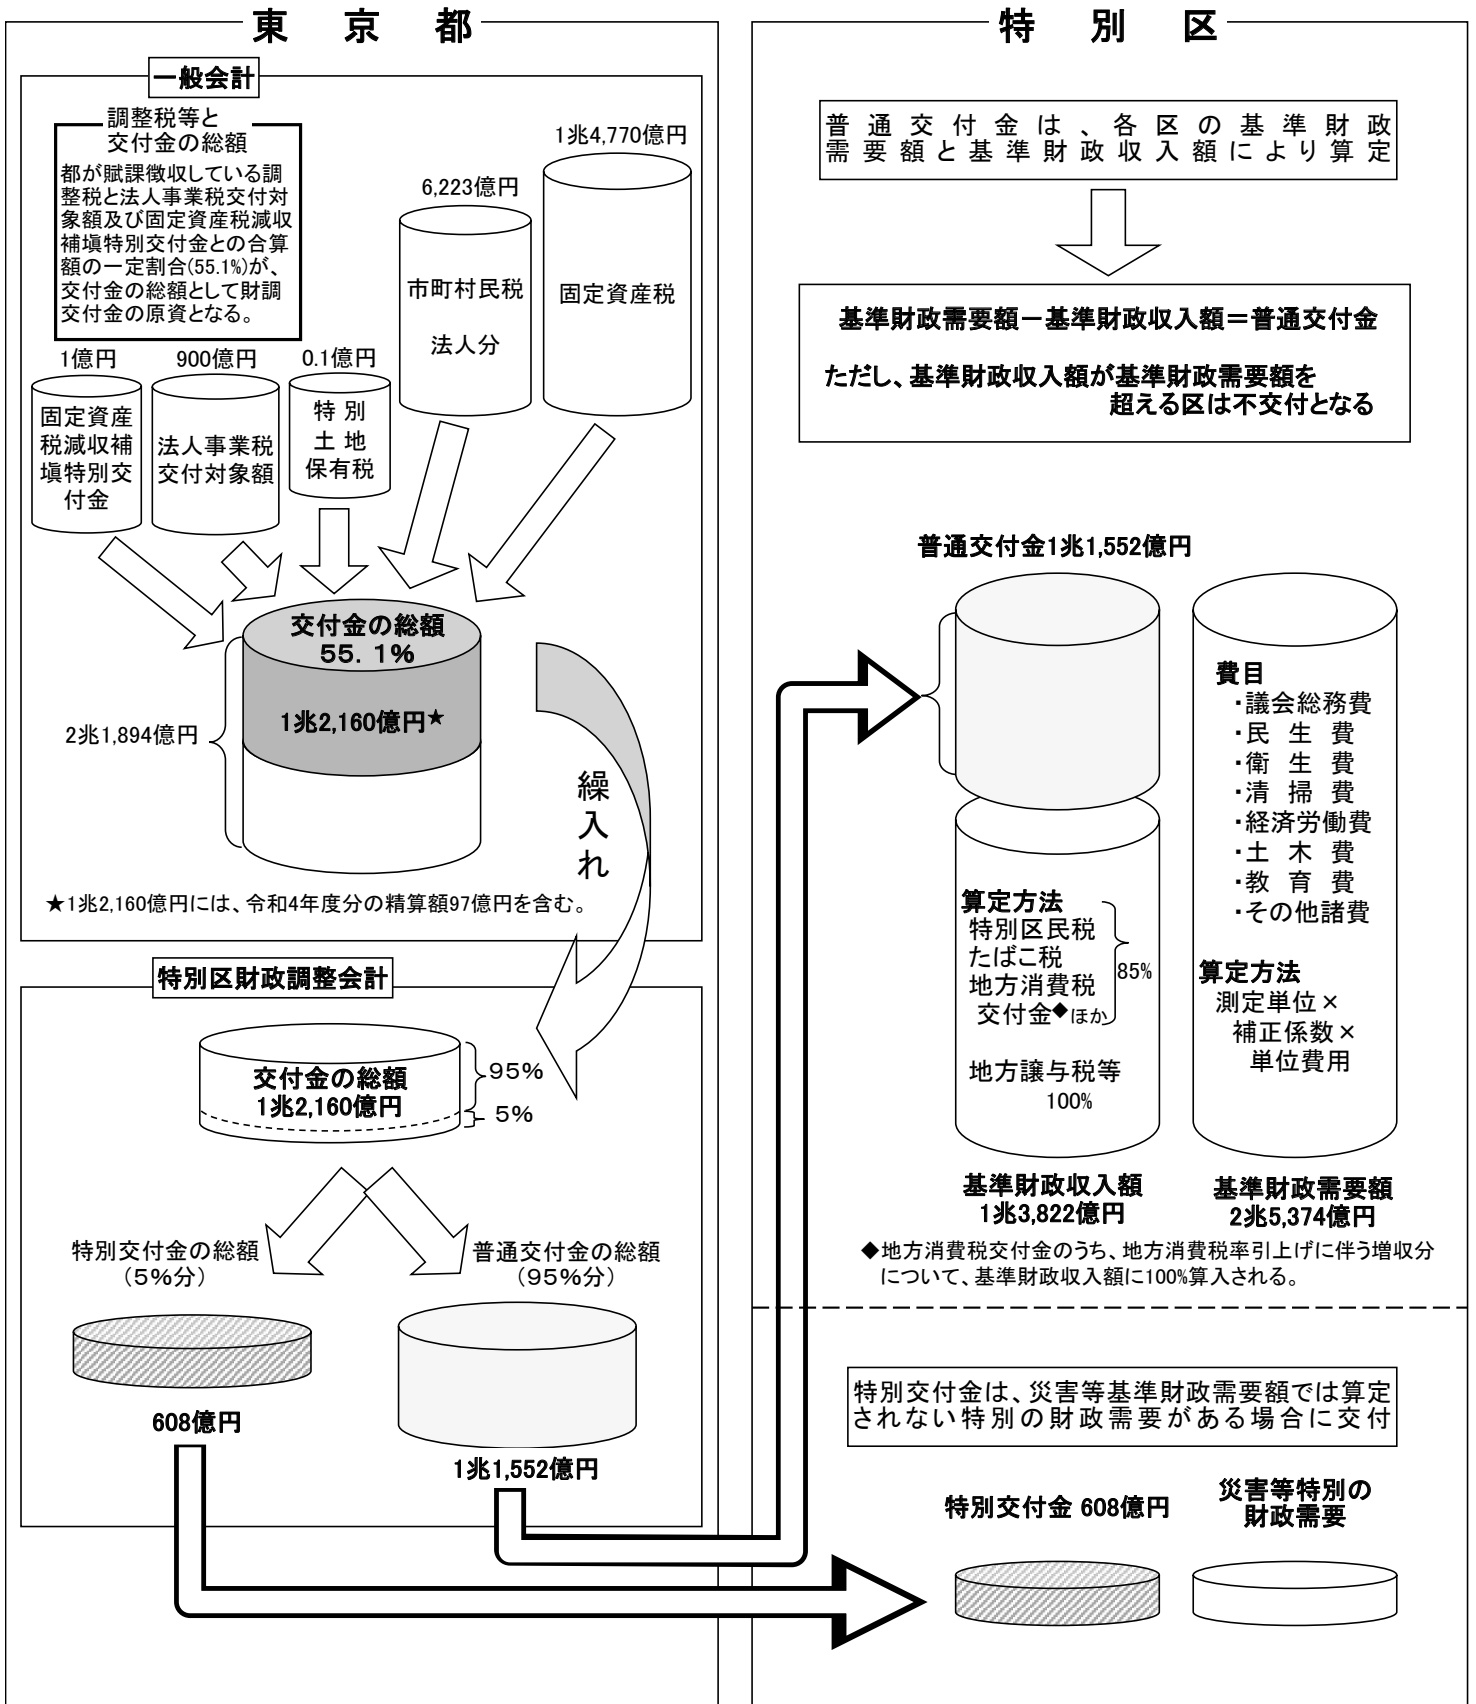 東京都
一般会計
調整税等と
交付金の総額
都が賦課徴収している調
整税と法人事業税交付対
象額及び固定資産税減収
補塡特別交付金との合算
額の一定割合(55.1%)が、
交付金の総額として財調
交付金の原資となる。
1兆4,770億円
固定資産税
6,223億円
市町村民税
法人分
1億円
固定資産
税減収補
塡特別交
付金
900億円
法人事業税
交付対象額
0.1億円
特別
土地
保有税
交付金の総額
55.1%
1兆2,160億円★
2兆1,894億円
繰入れ
★1兆2,160億円には、令和4年度分の精算額97億円を含む。
特別区財政調整会計
交付金の総額
1兆2,160億円
95%
5%
特別交付金の総額
(5%分)
608億円
普通交付金の総額
(95%分)
1兆1,552億円
特別区
普通交付金は、各区の基準財政
需要額と基準財政収入額により算定
基準財政需要額－基準財政収入額＝普通交付金
ただし、基準財政収入額が基準財政需要額を
超える区は不交付となる
普通交付金1兆1,552億円
算定方法
特別区民税
たばこ税
地方消費税
交付金◆ほか
85%
地方譲与税等
100%
基準財政収入額
1兆3,822億円
費目
・議会総務費
・民生費
・衛生費
・清掃費
・経済労働費
・土木費
・教育費
・その他諸費
算定方法
測定単位×
補正係数×
単位費用
基準財政需要額
2兆5,374億円
◆地方消費税交付金のうち、地方消費税率引上げに伴う増収分
について、基準財政収入額に100%算入される。
特別交付金は、災害等基準財政需要額では算定
されない特別の財政需要がある場合に交付
特別交付金 608億円
災害等特別の
財政需要